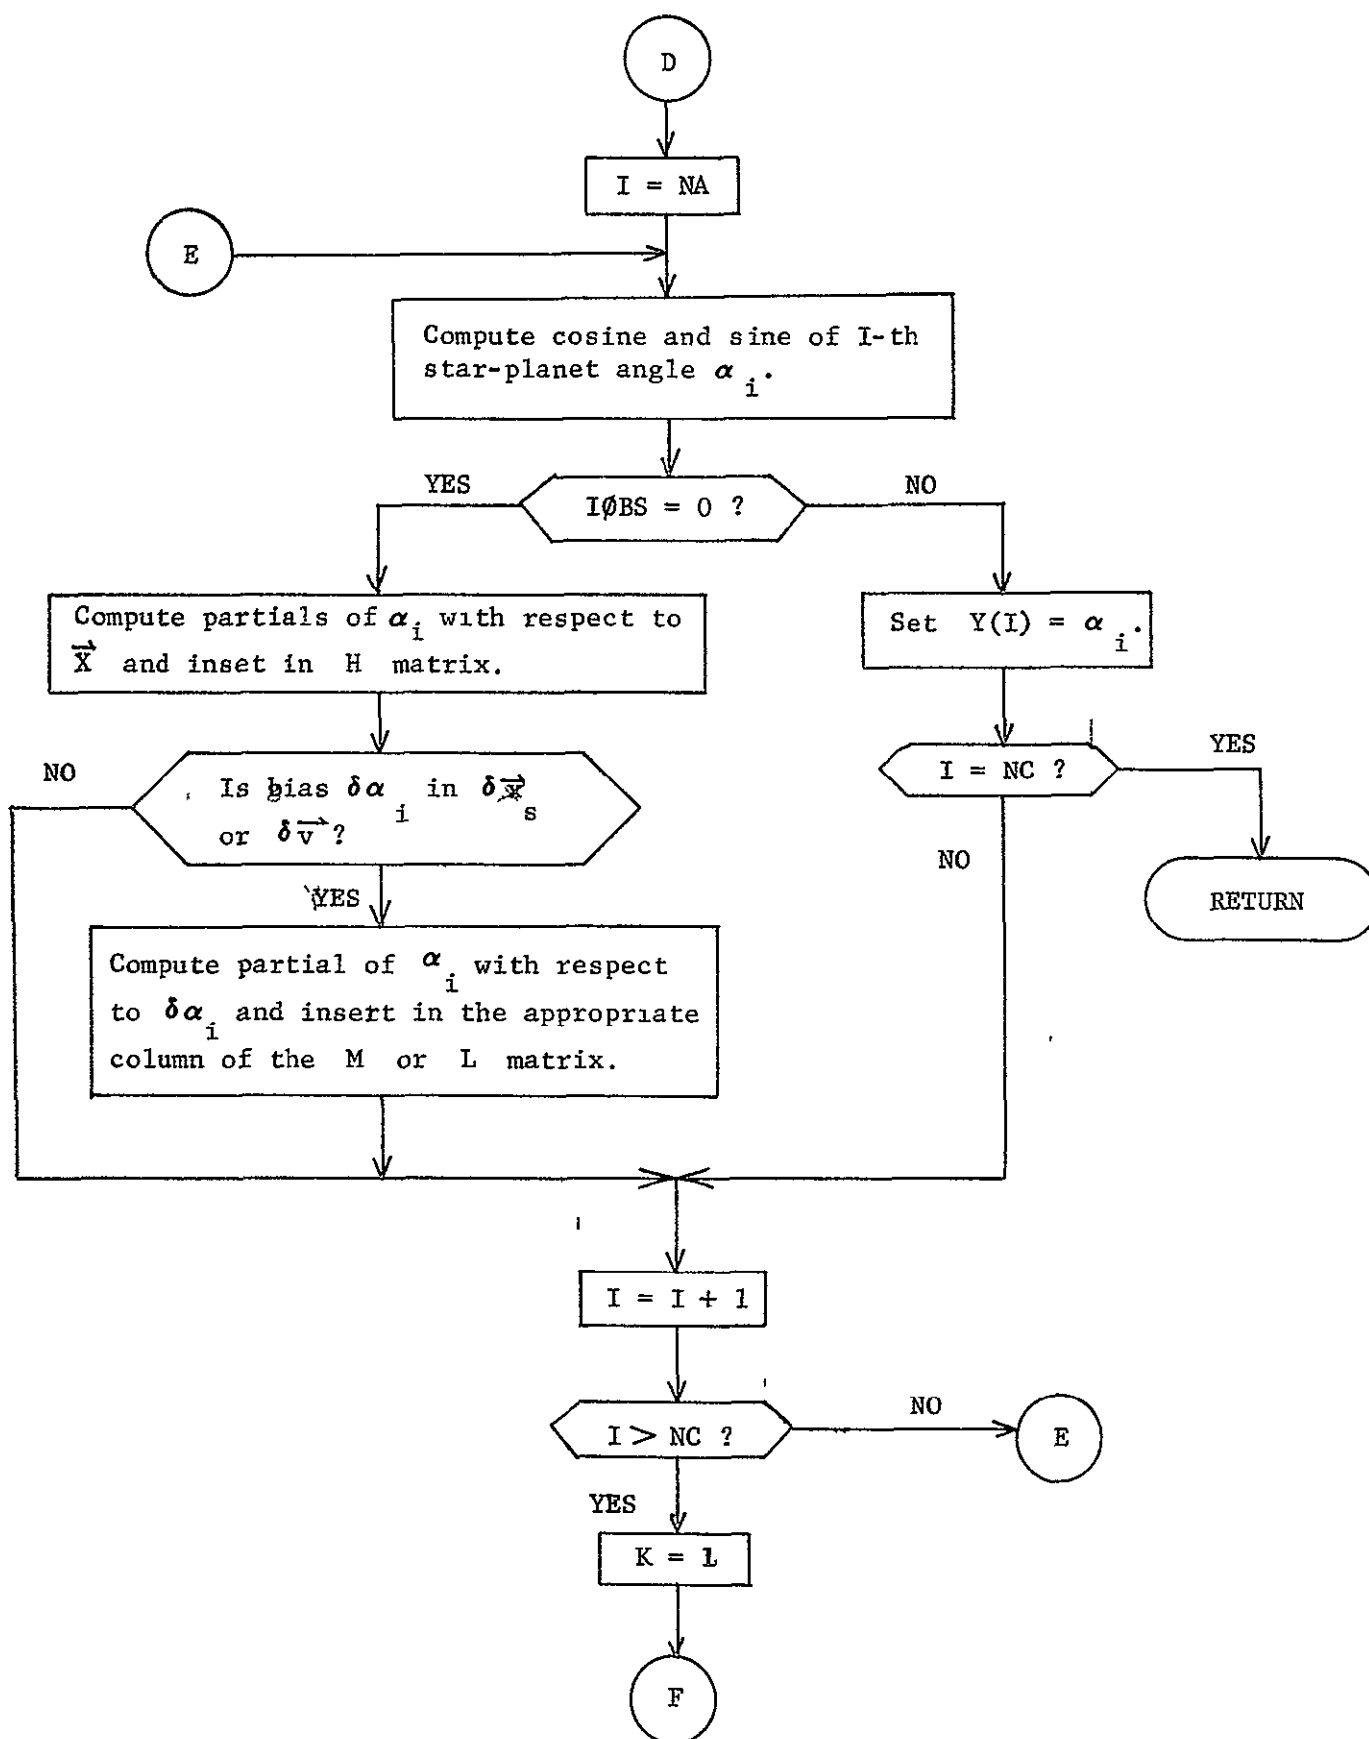 D
I = NA
E
Compute cosine and sine of I-th
star-planet angle α i.
YES
IØBS = 0 ?
NO
Compute partials of α i with respect to
X⃗ and inset in H matrix.
Set Y(I) = α i.
NO
Is bias δα i in δx⃗ s
or δv⃗ ?
I = NC ?
YES
NO
YES
RETURN
Compute partial of α i with respect
to δα i and insert in the appropriate
column of the M or L matrix.
I = I + 1
I > NC ?
NO
E
YES
K = 1
F